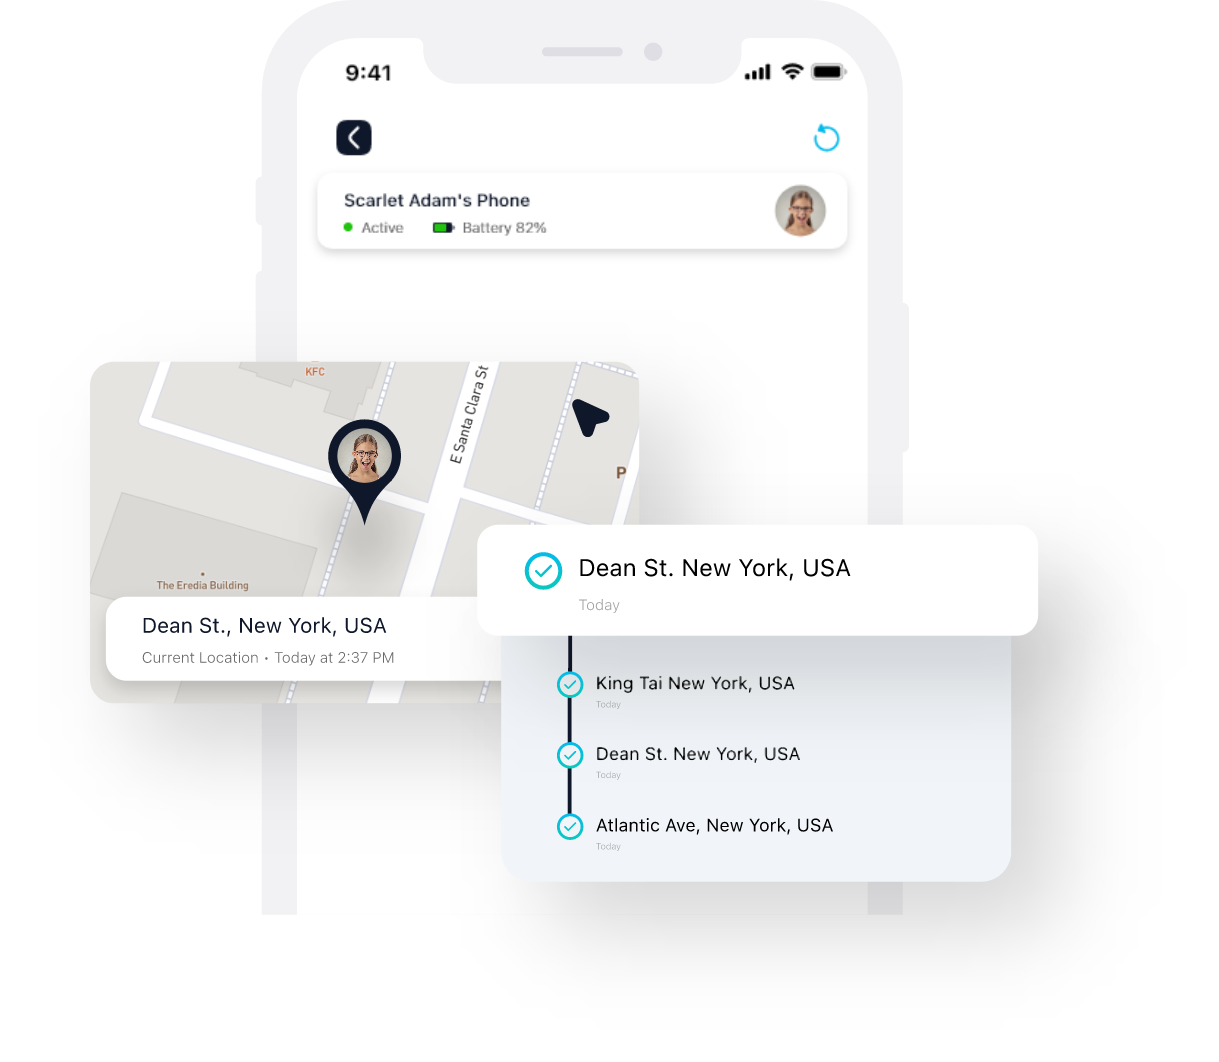 9:41
Scarlet Adam's Phone
Active Battery 82%
KFC
E Santa Clara St
P
The Eredia Building
Dean St., New York, USA
Current Location • Today at 2:37 PM
Dean St. New York, USA
Today
King Tai New York, USA
Today
Dean St. New York, USA
Today
Atlantic Ave, New York, USA
Today